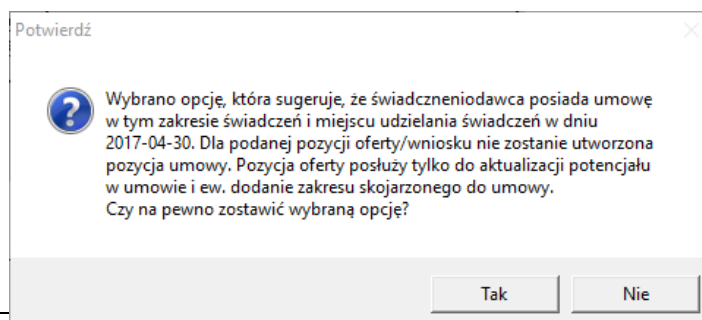 Potwierdź
Wybrano opcję, która sugeruje, że świadczneniodawca posiada umowę
w tym zakresie świadczeń i miejscu udzielania świadczeń w dniu
2017-04-30. Dla podanej pozycji oferty/wniosku nie zostanie utworzona
pozycja umowy. Pozycja oferty posłuży tylko do aktualizacji potencjału
w umowie i ew. dodanie zakresu skojarzonego do umowy.
Czy na pewno zostawić wybraną opcję?
Tak Nie